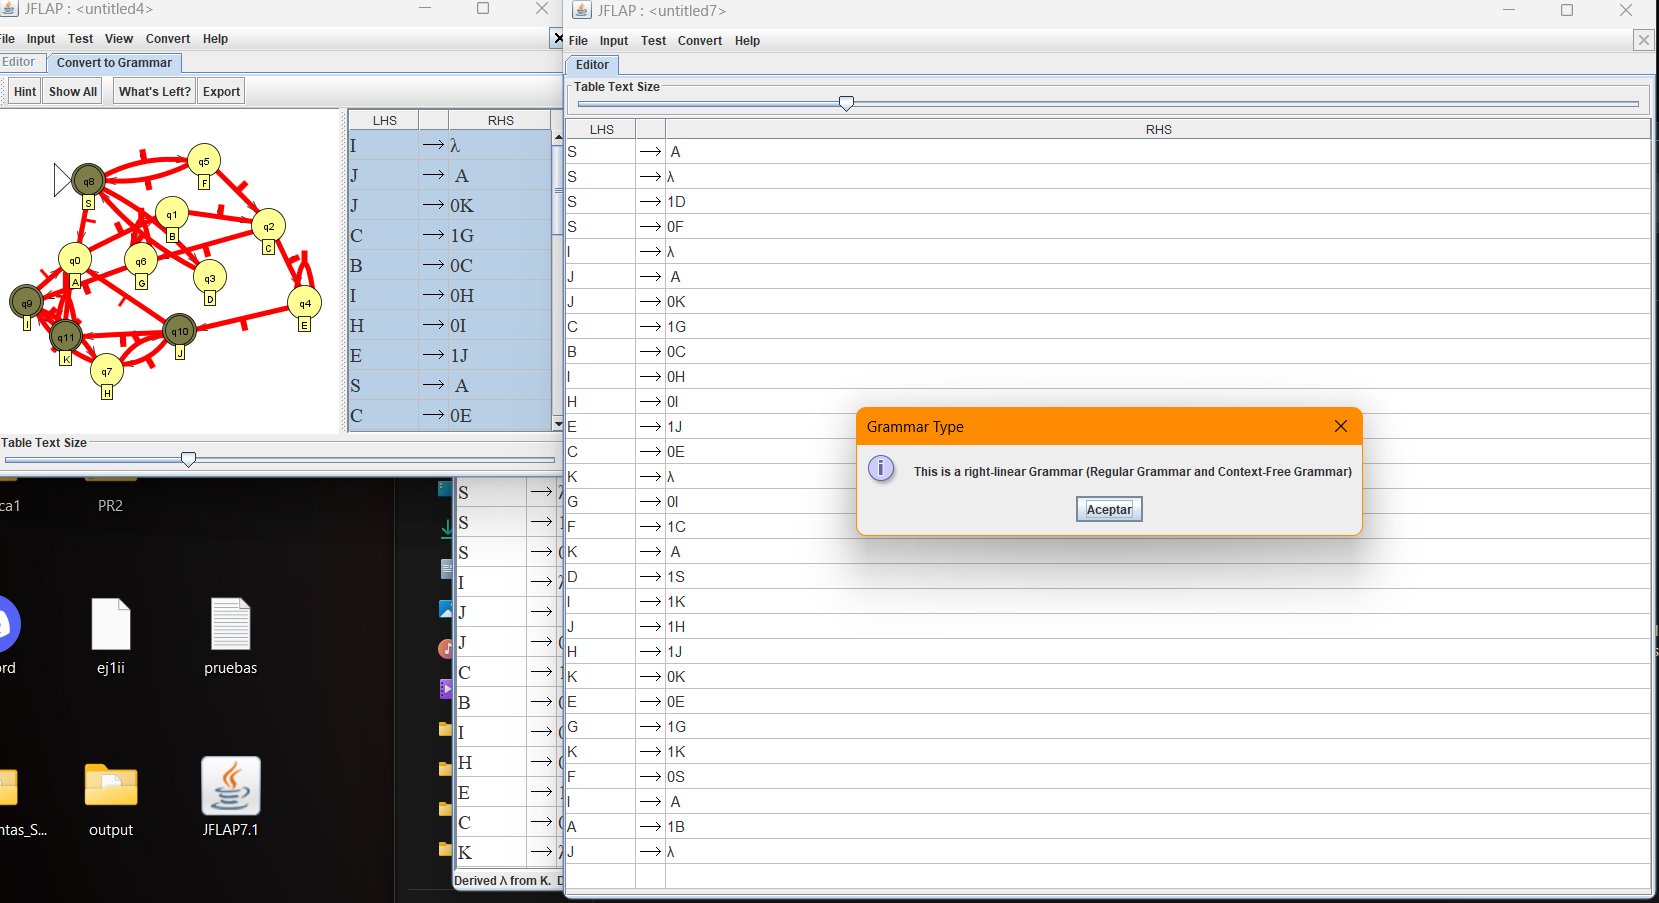 JFLAP : <untitled4>
ile Input Test View Convert Help
Editor Convert to Grammar
Hint Show All What's Left? Export
LHS RHS
I → λ
J → A
J → 0K
C → 1G
B → 0C
I → 0H
H → 0I
E → 1J
S → A
C → 0E
q8
S
q5
F
q1
B
q2
C
q0
A
q6
G
q3
D
q9
I
q4
E
q11
K
q10
J
q7
H
Table Text Size
JFLAP : <untitled7>
File Input Test Convert Help
Editor
Table Text Size
LHS RHS
S → A
S → λ
S → 1D
S → 0F
I → λ
J → A
J → 0K
C → 1G
B → 0C
I → 0H
H → 0I
E → 1J
C → 0E
K → λ
G → 0I
F → 1C
K → A
D → 1S
I → 1K
J → 1H
H → 1J
K → 0K
E → 0E
G → 1G
K → 1K
F → 0S
I → A
A → 1B
J → λ
Grammar Type
This is a right-linear Grammar (Regular Grammar and Context-Free Grammar)
Aceptar
S →
S →
S →
I →
J →
J →
C →
B →
I →
H →
E →
C →
K →
Derived λ from K.
ca1
PR2
ord
ej1ii
pruebas
ntas_S...
output
JFLAP7.1